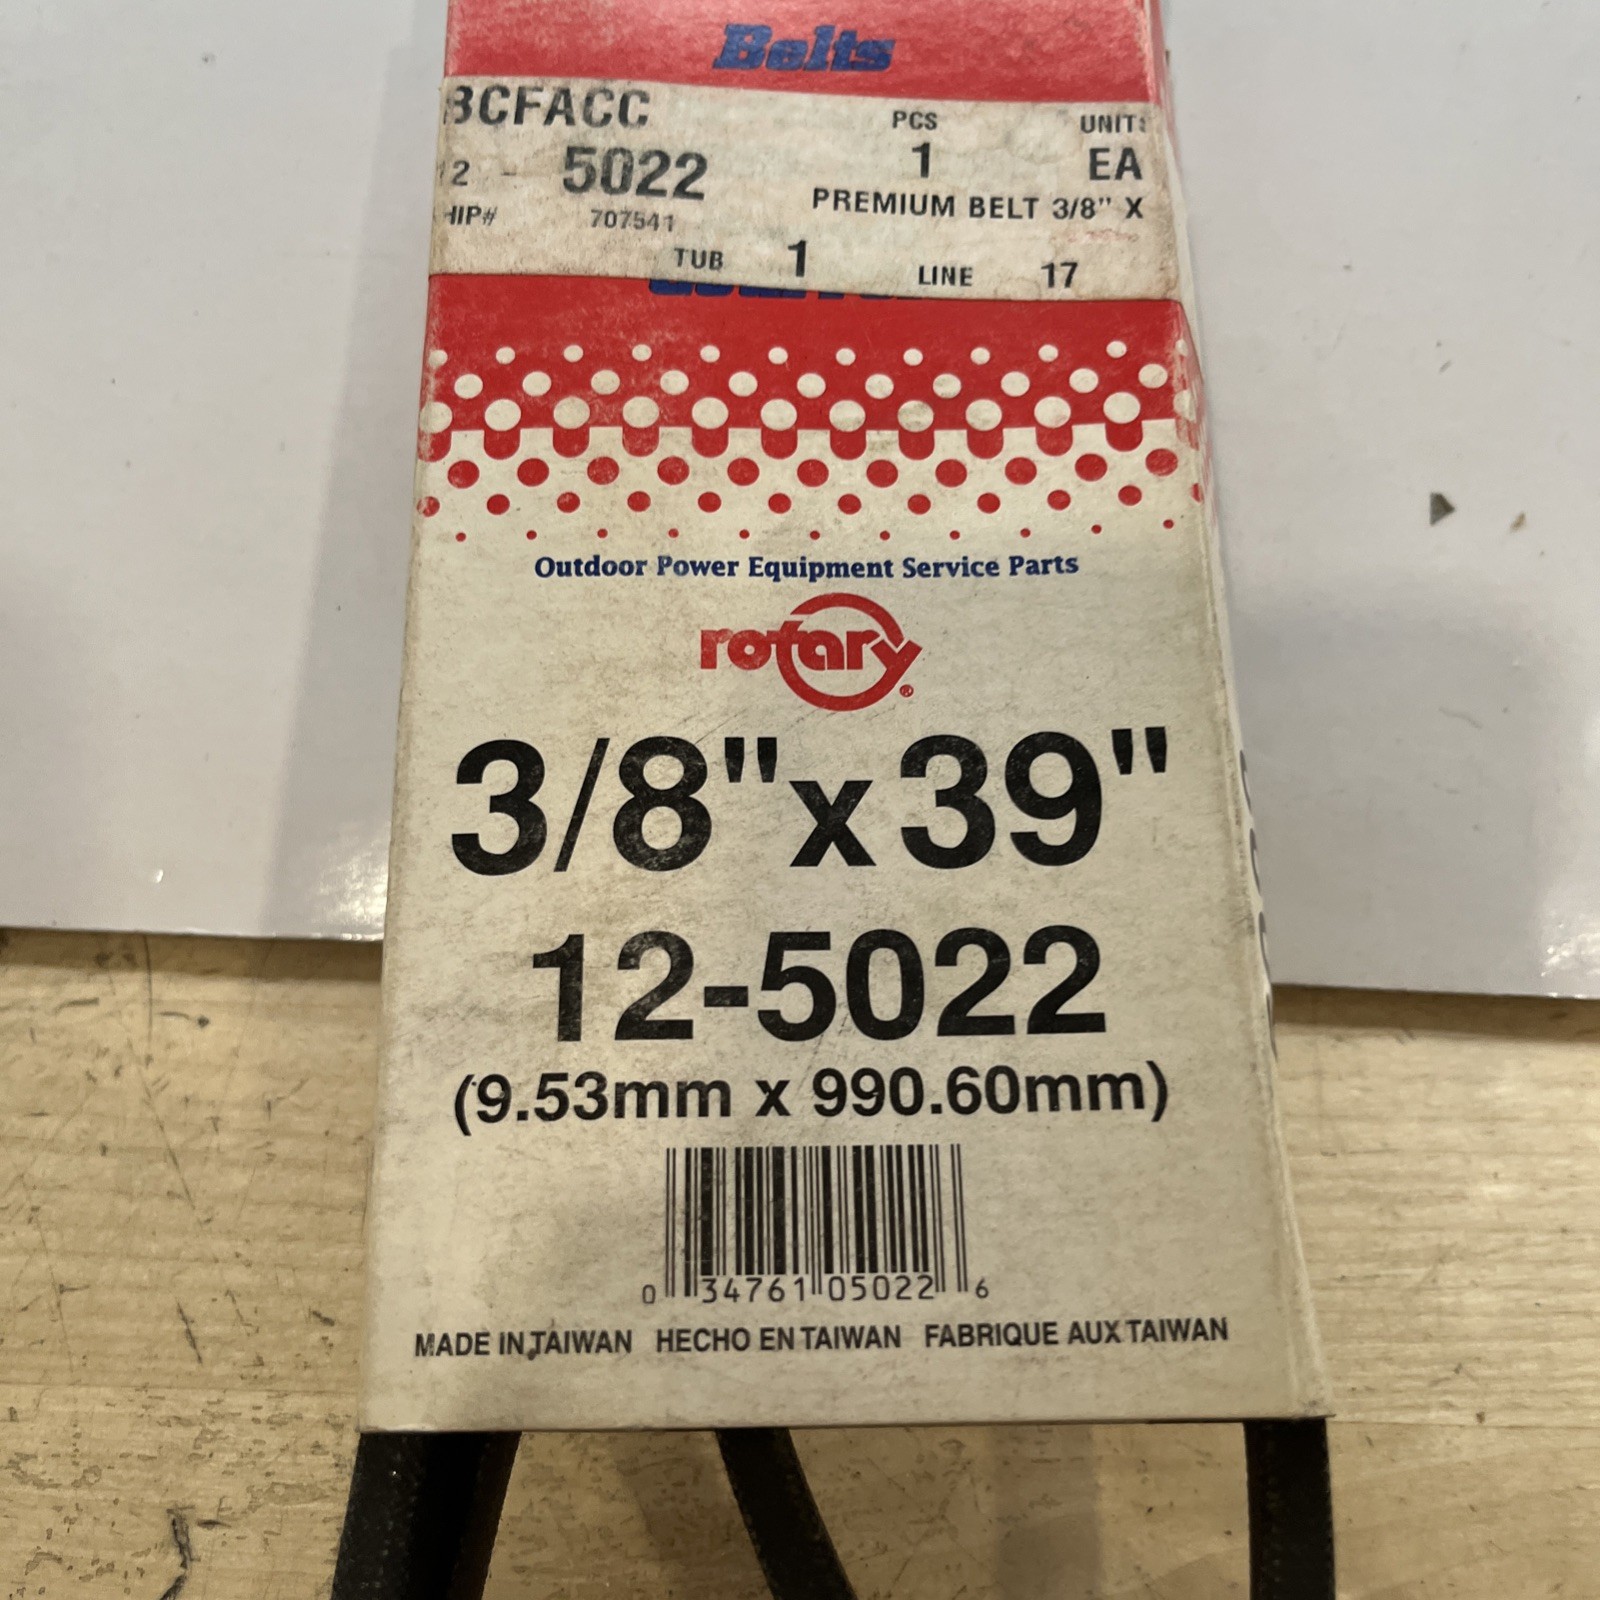 Belts
BCFACC PCS UNIT:
12 - 5022 1 EA
HIP# 707541 PREMIUM BELT 3/8" X
TUB 1 LINE 17
Outdoor Power Equipment Service Parts
rotary®
3/8" x 39"
12-5022
(9.53mm x 990.60mm)
0 34761 05022 6
MADE IN TAIWAN HECHO EN TAIWAN FABRIQUE AUX TAIWAN